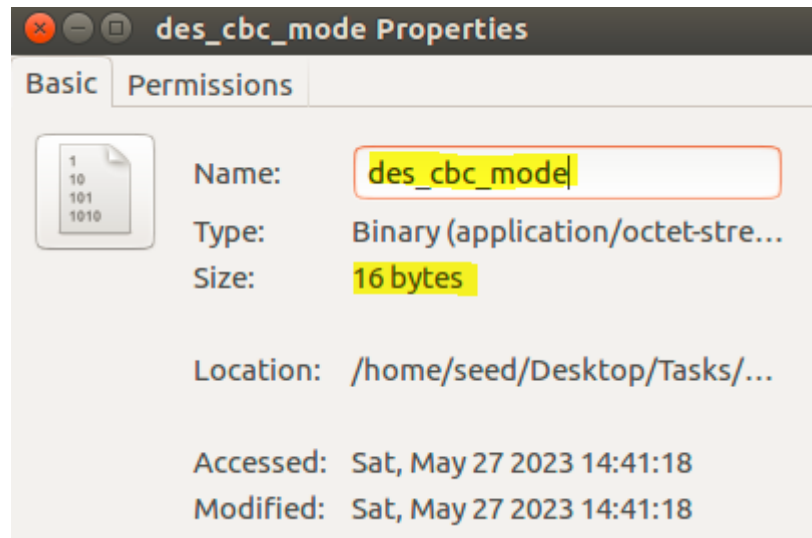 des_cbc_mode Properties
Basic Permissions
1
10
101
1010
Name: des_cbc_mode
Type: Binary (application/octet-stre...
Size: 16 bytes
Location: /home/seed/Desktop/Tasks/...
Accessed: Sat, May 27 2023 14:41:18
Modified: Sat, May 27 2023 14:41:18